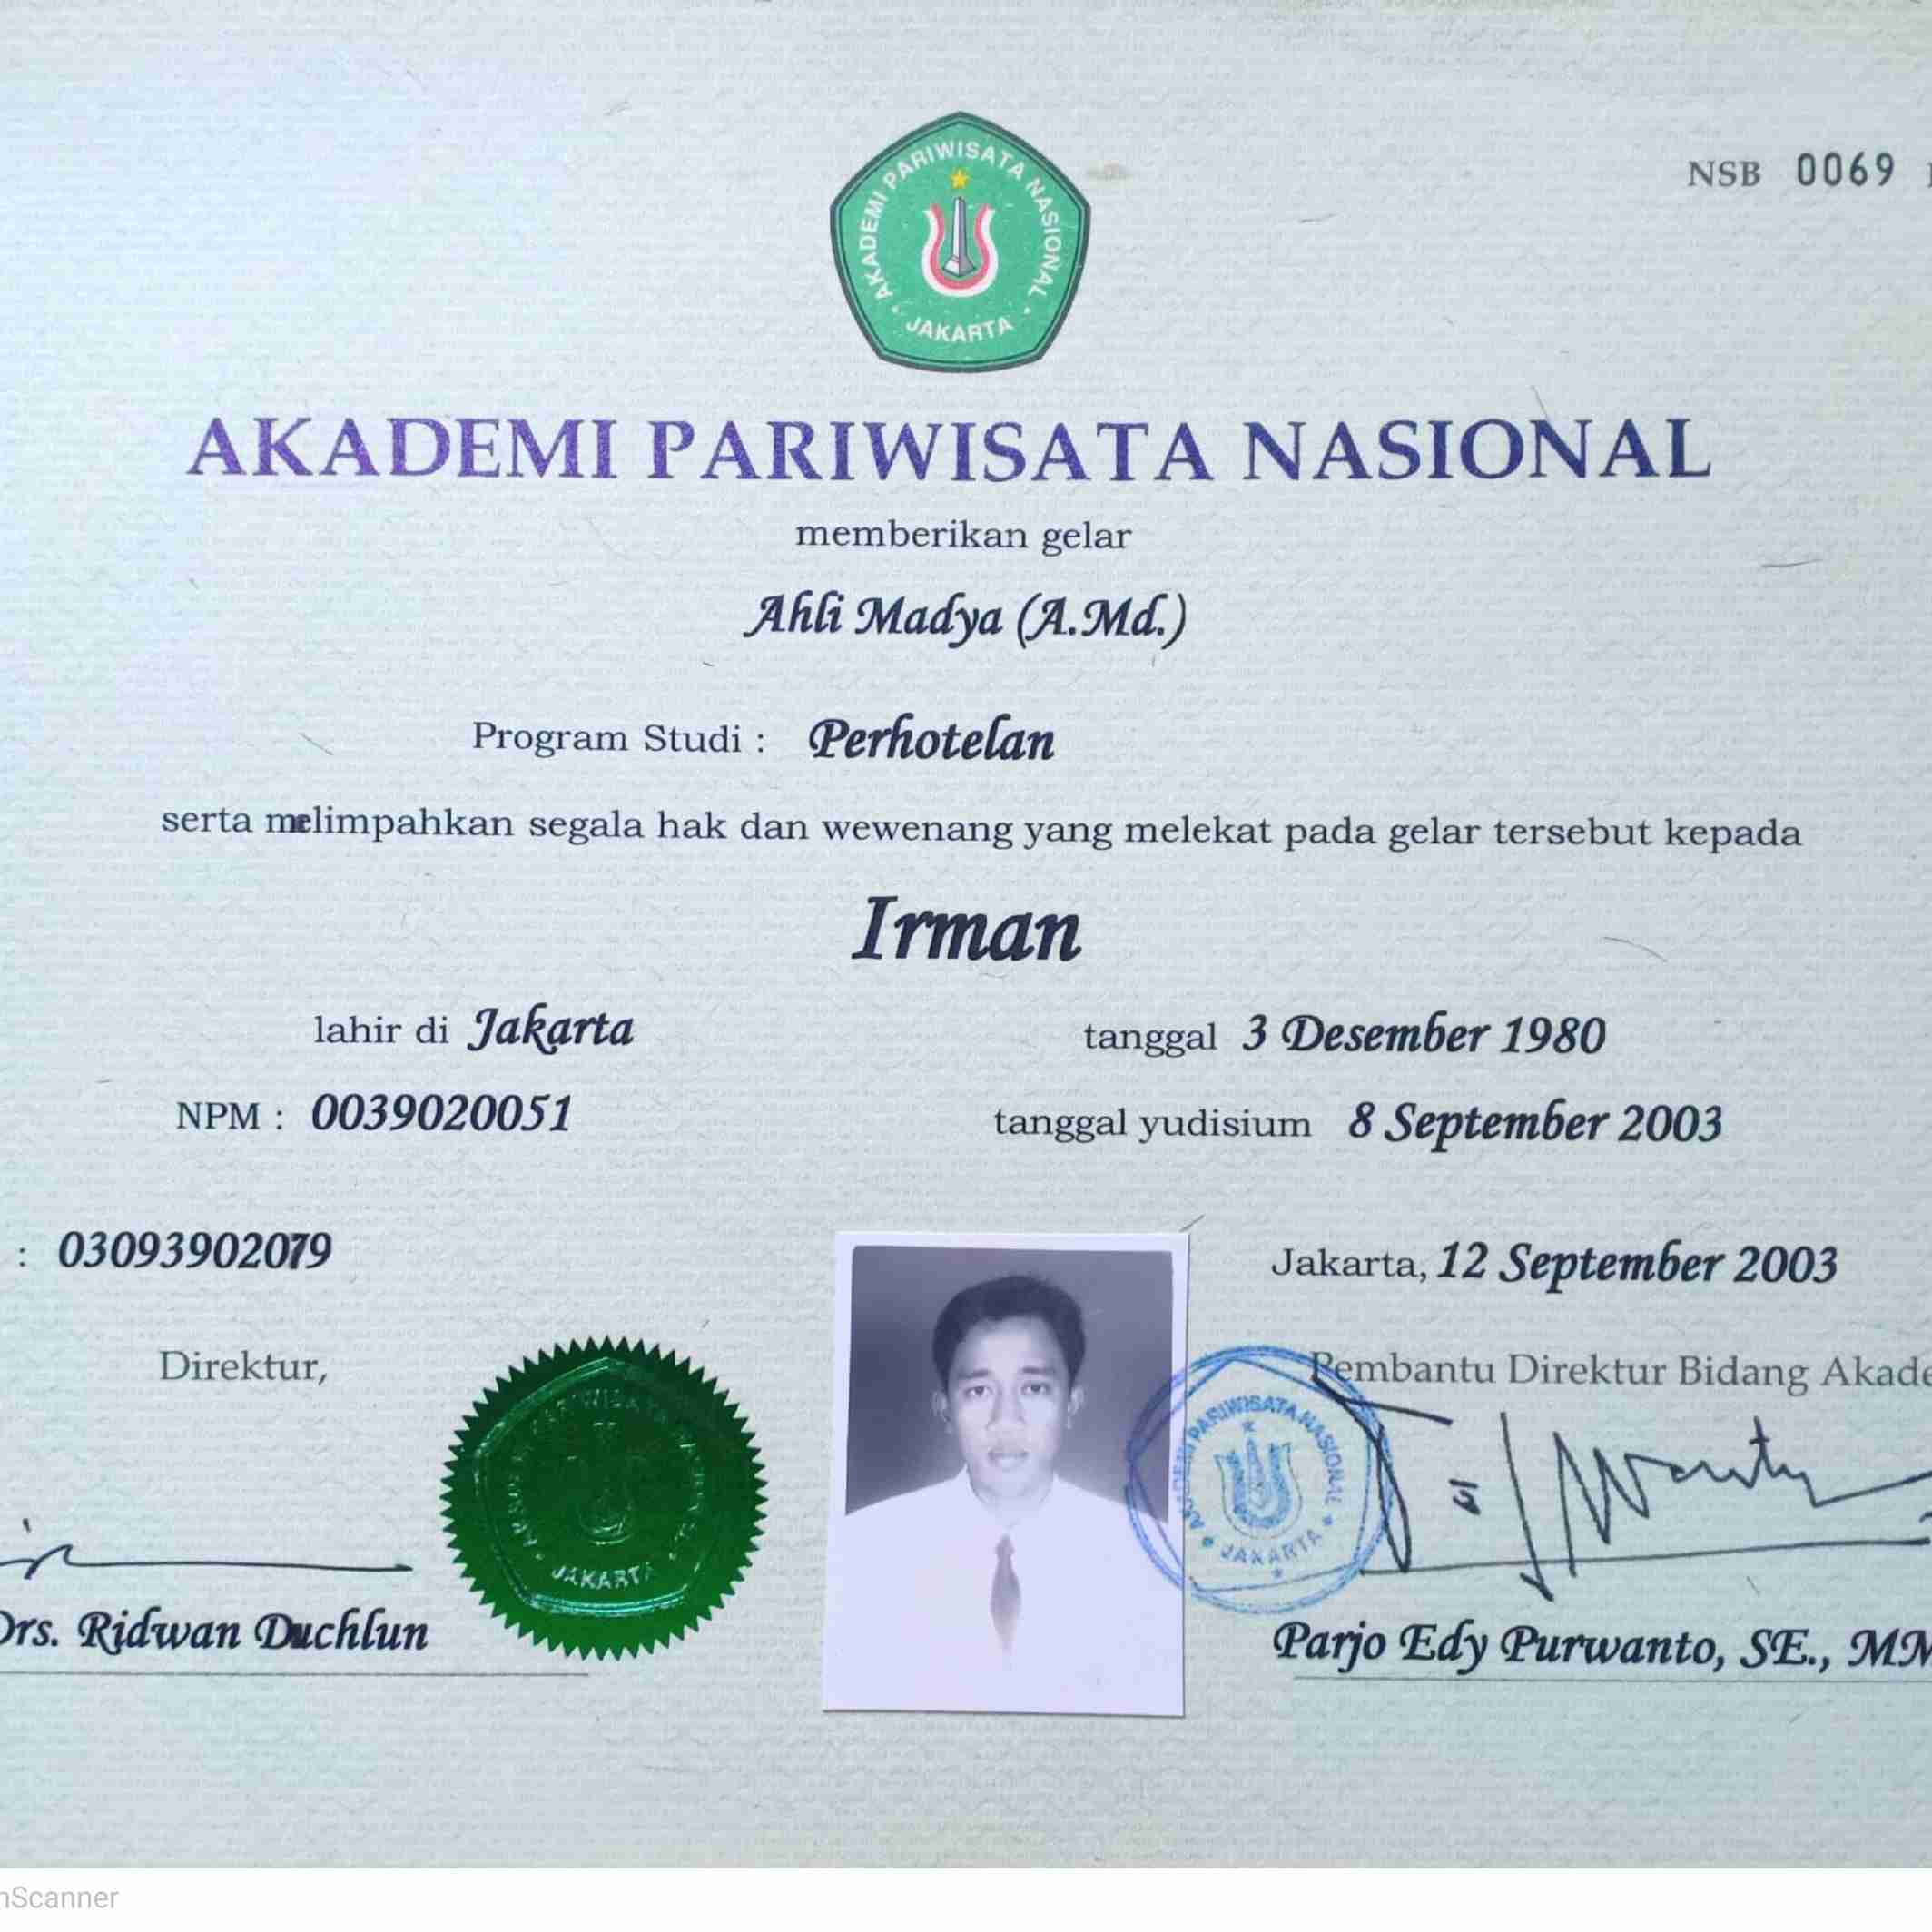 AKADEMI PARIWISATA NASIONAL
JAKARTA
NSB 0069
AKADEMI PARIWISATA NASIONAL
memberikan gelar
Ahli Madya (A.Md.)
Program Studi : Perhotelan
serta melimpahkan segala hak dan wewenang yang melekat pada gelar tersebut kepada
Irman
lahir di Jakarta tanggal 3 Desember 1980
NPM : 0039020051 tanggal yudisium 8 September 2003
: 03093902079 Jakarta, 12 September 2003
Direktur, Pembantu Direktur Bidang Akade
AKADEMI PARIWISATA NASIONAL
JAKARTA
AKADEMI PARIWISATA NASIONAL
JAKARTA
Drs. Ridwan Duchlun Parjo Edy Purwanto, SE., MM
nScanner